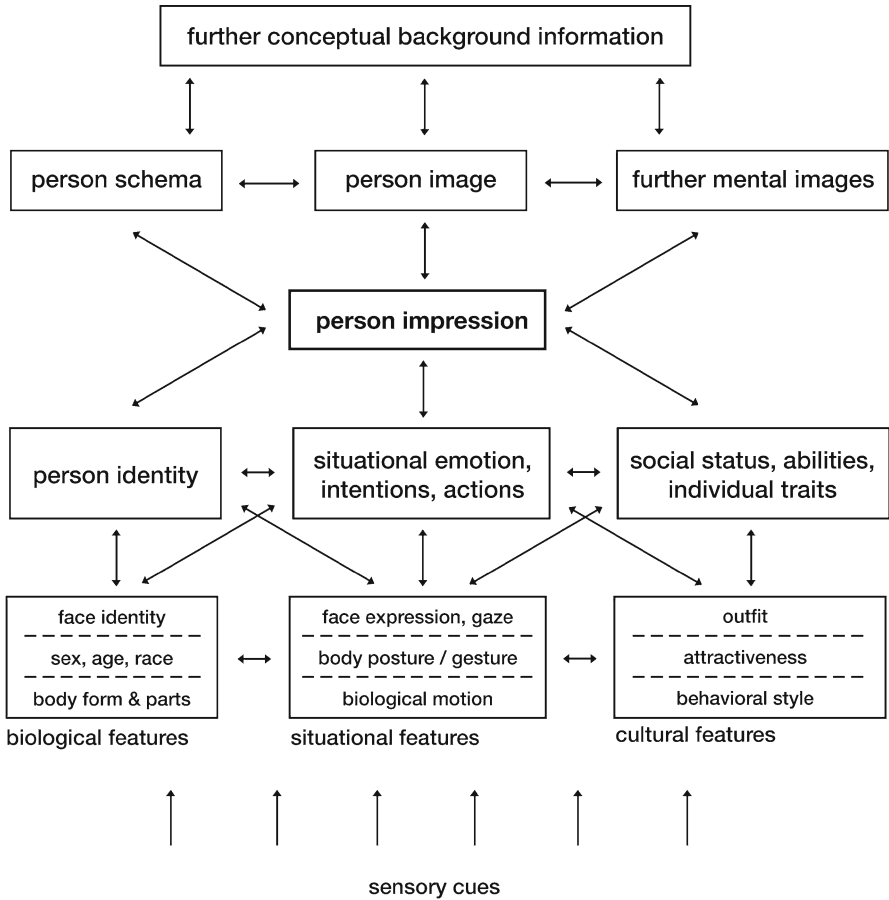 further conceptual background information
person schema
person image
further mental images
person impression
person identity
situational emotion,
intentions, actions
social status, abilities,
individual traits
face identity
sex, age, race
body form & parts
biological features
face expression, gaze
body posture / gesture
biological motion
situational features
outfit
attractiveness
behavioral style
cultural features
sensory cues